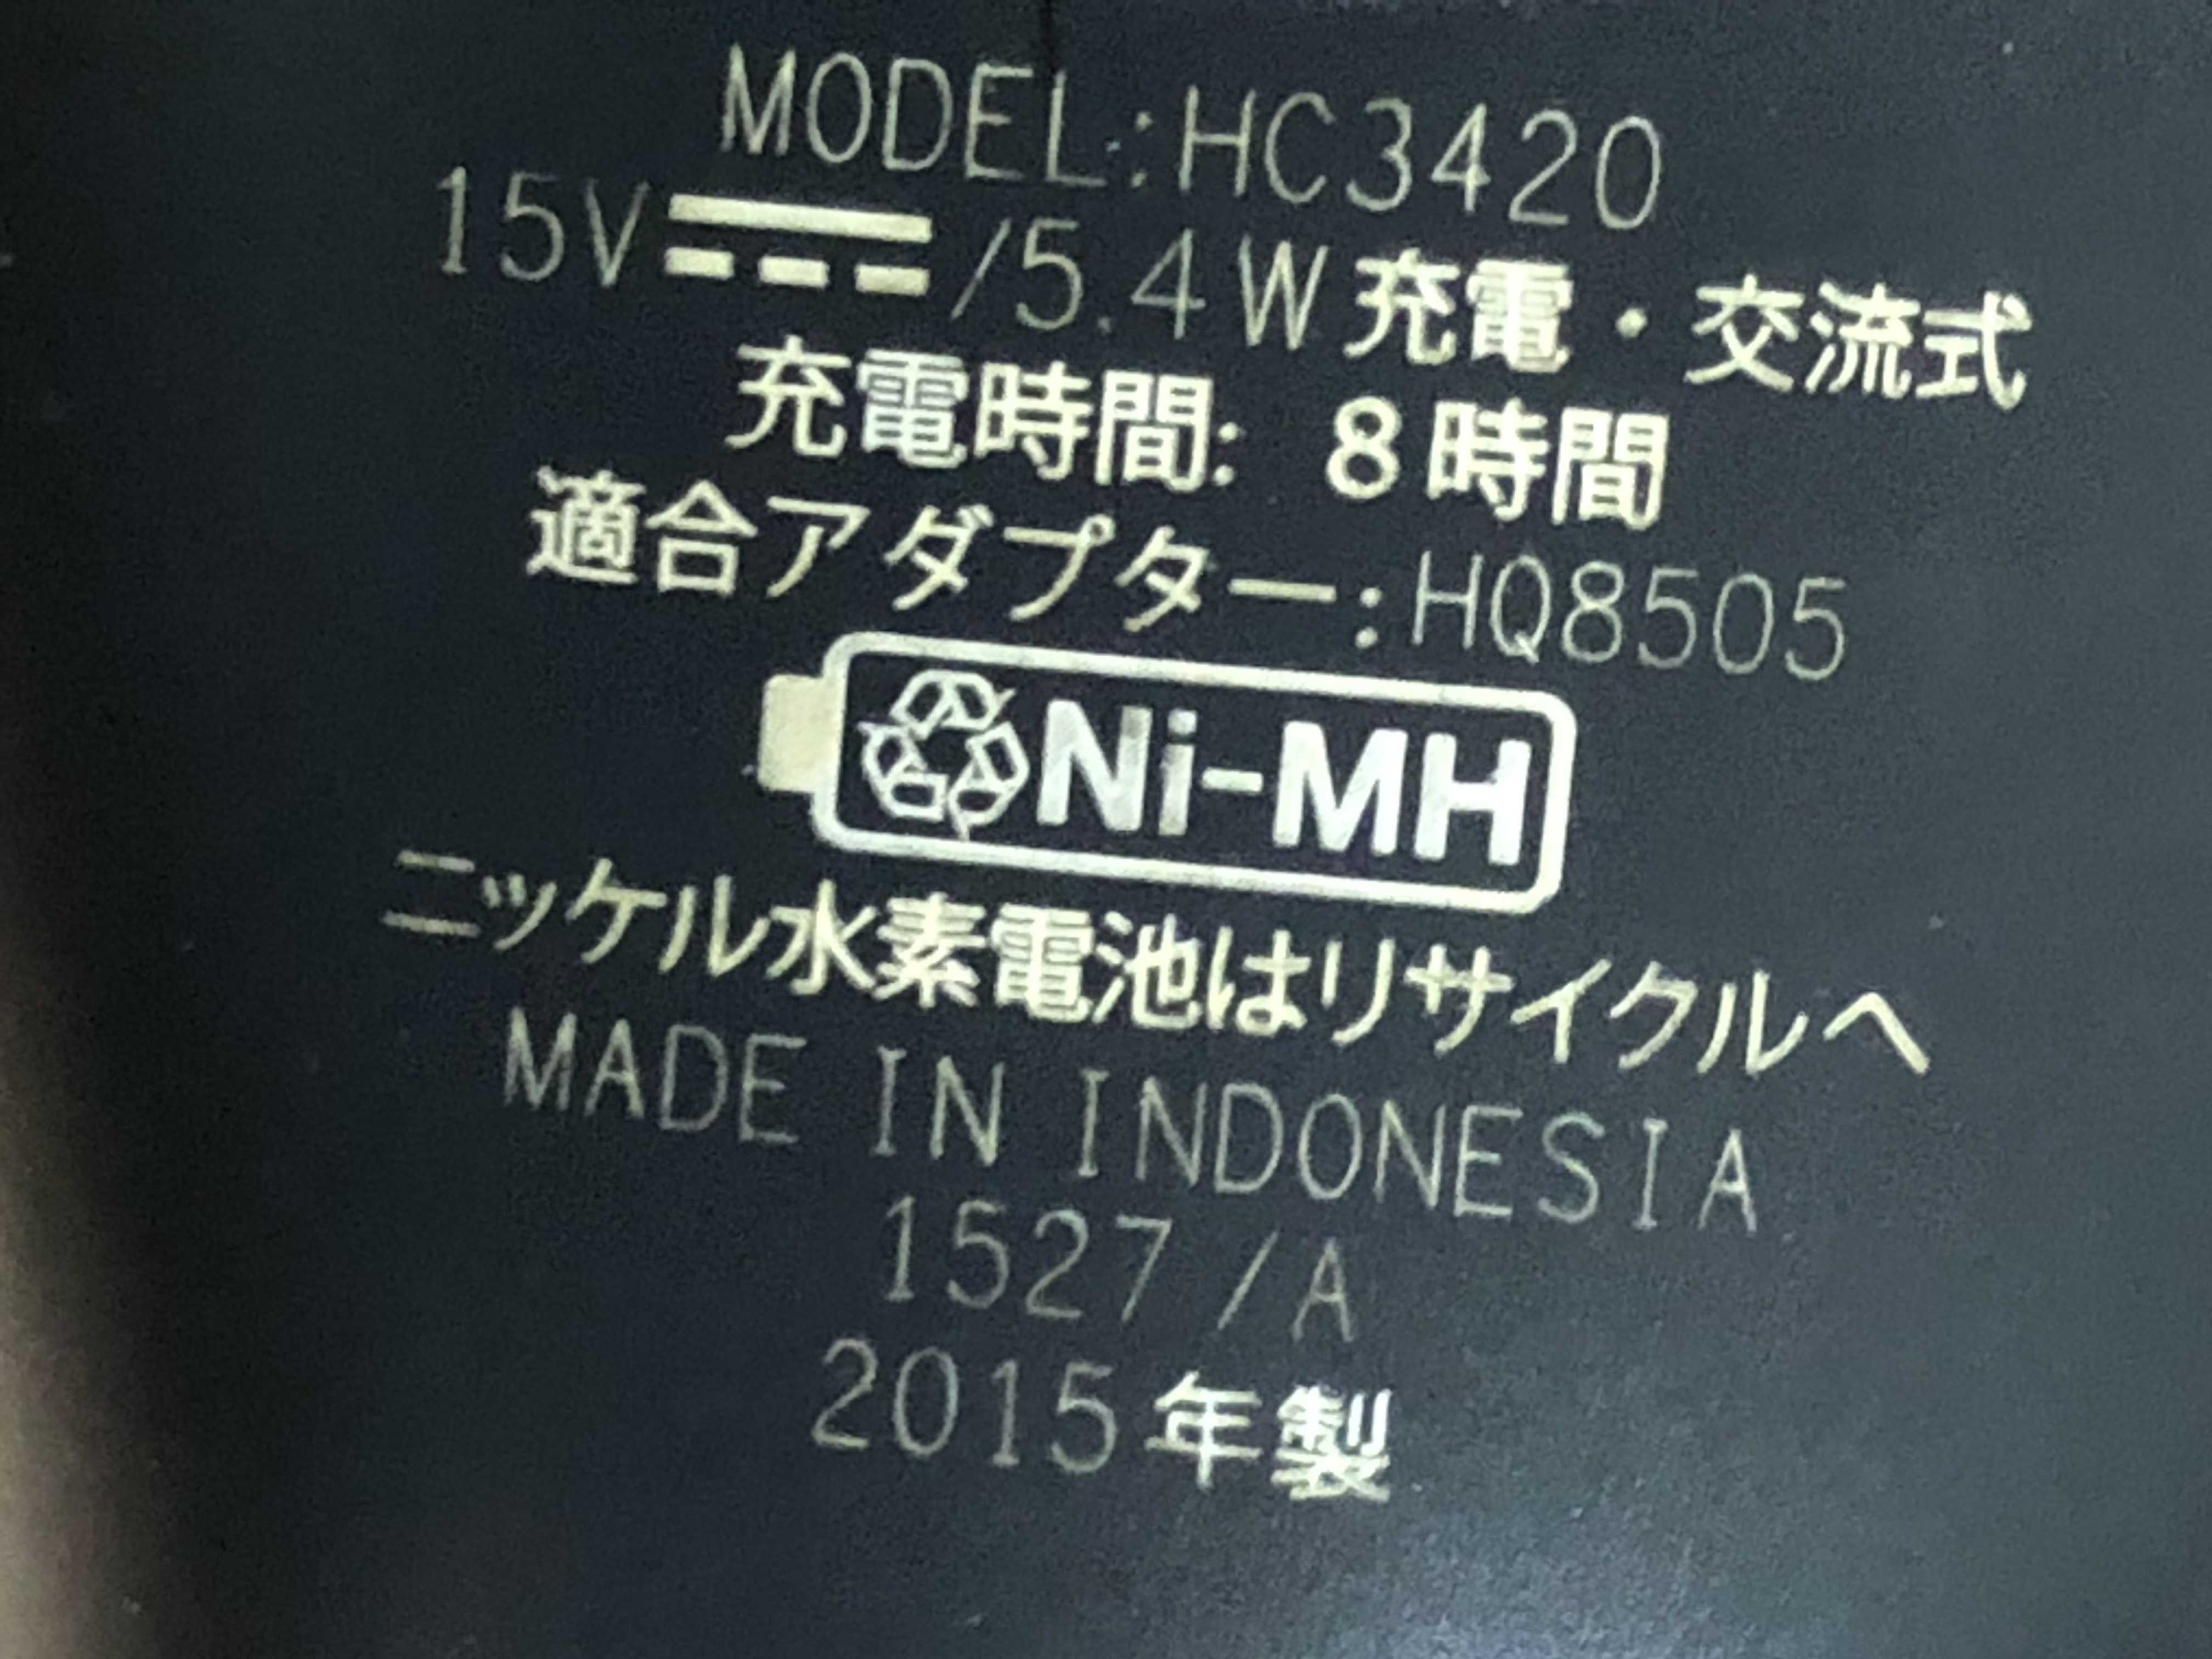 MODEL:HC3420
15V⎓/5.4W充電・交流式
充電時間: 8時間
適合アダプター:HQ8505
Ni-MH
ニッケル水素電池はリサイクルへ
MADE IN INDONESIA
1527/A
2015年製